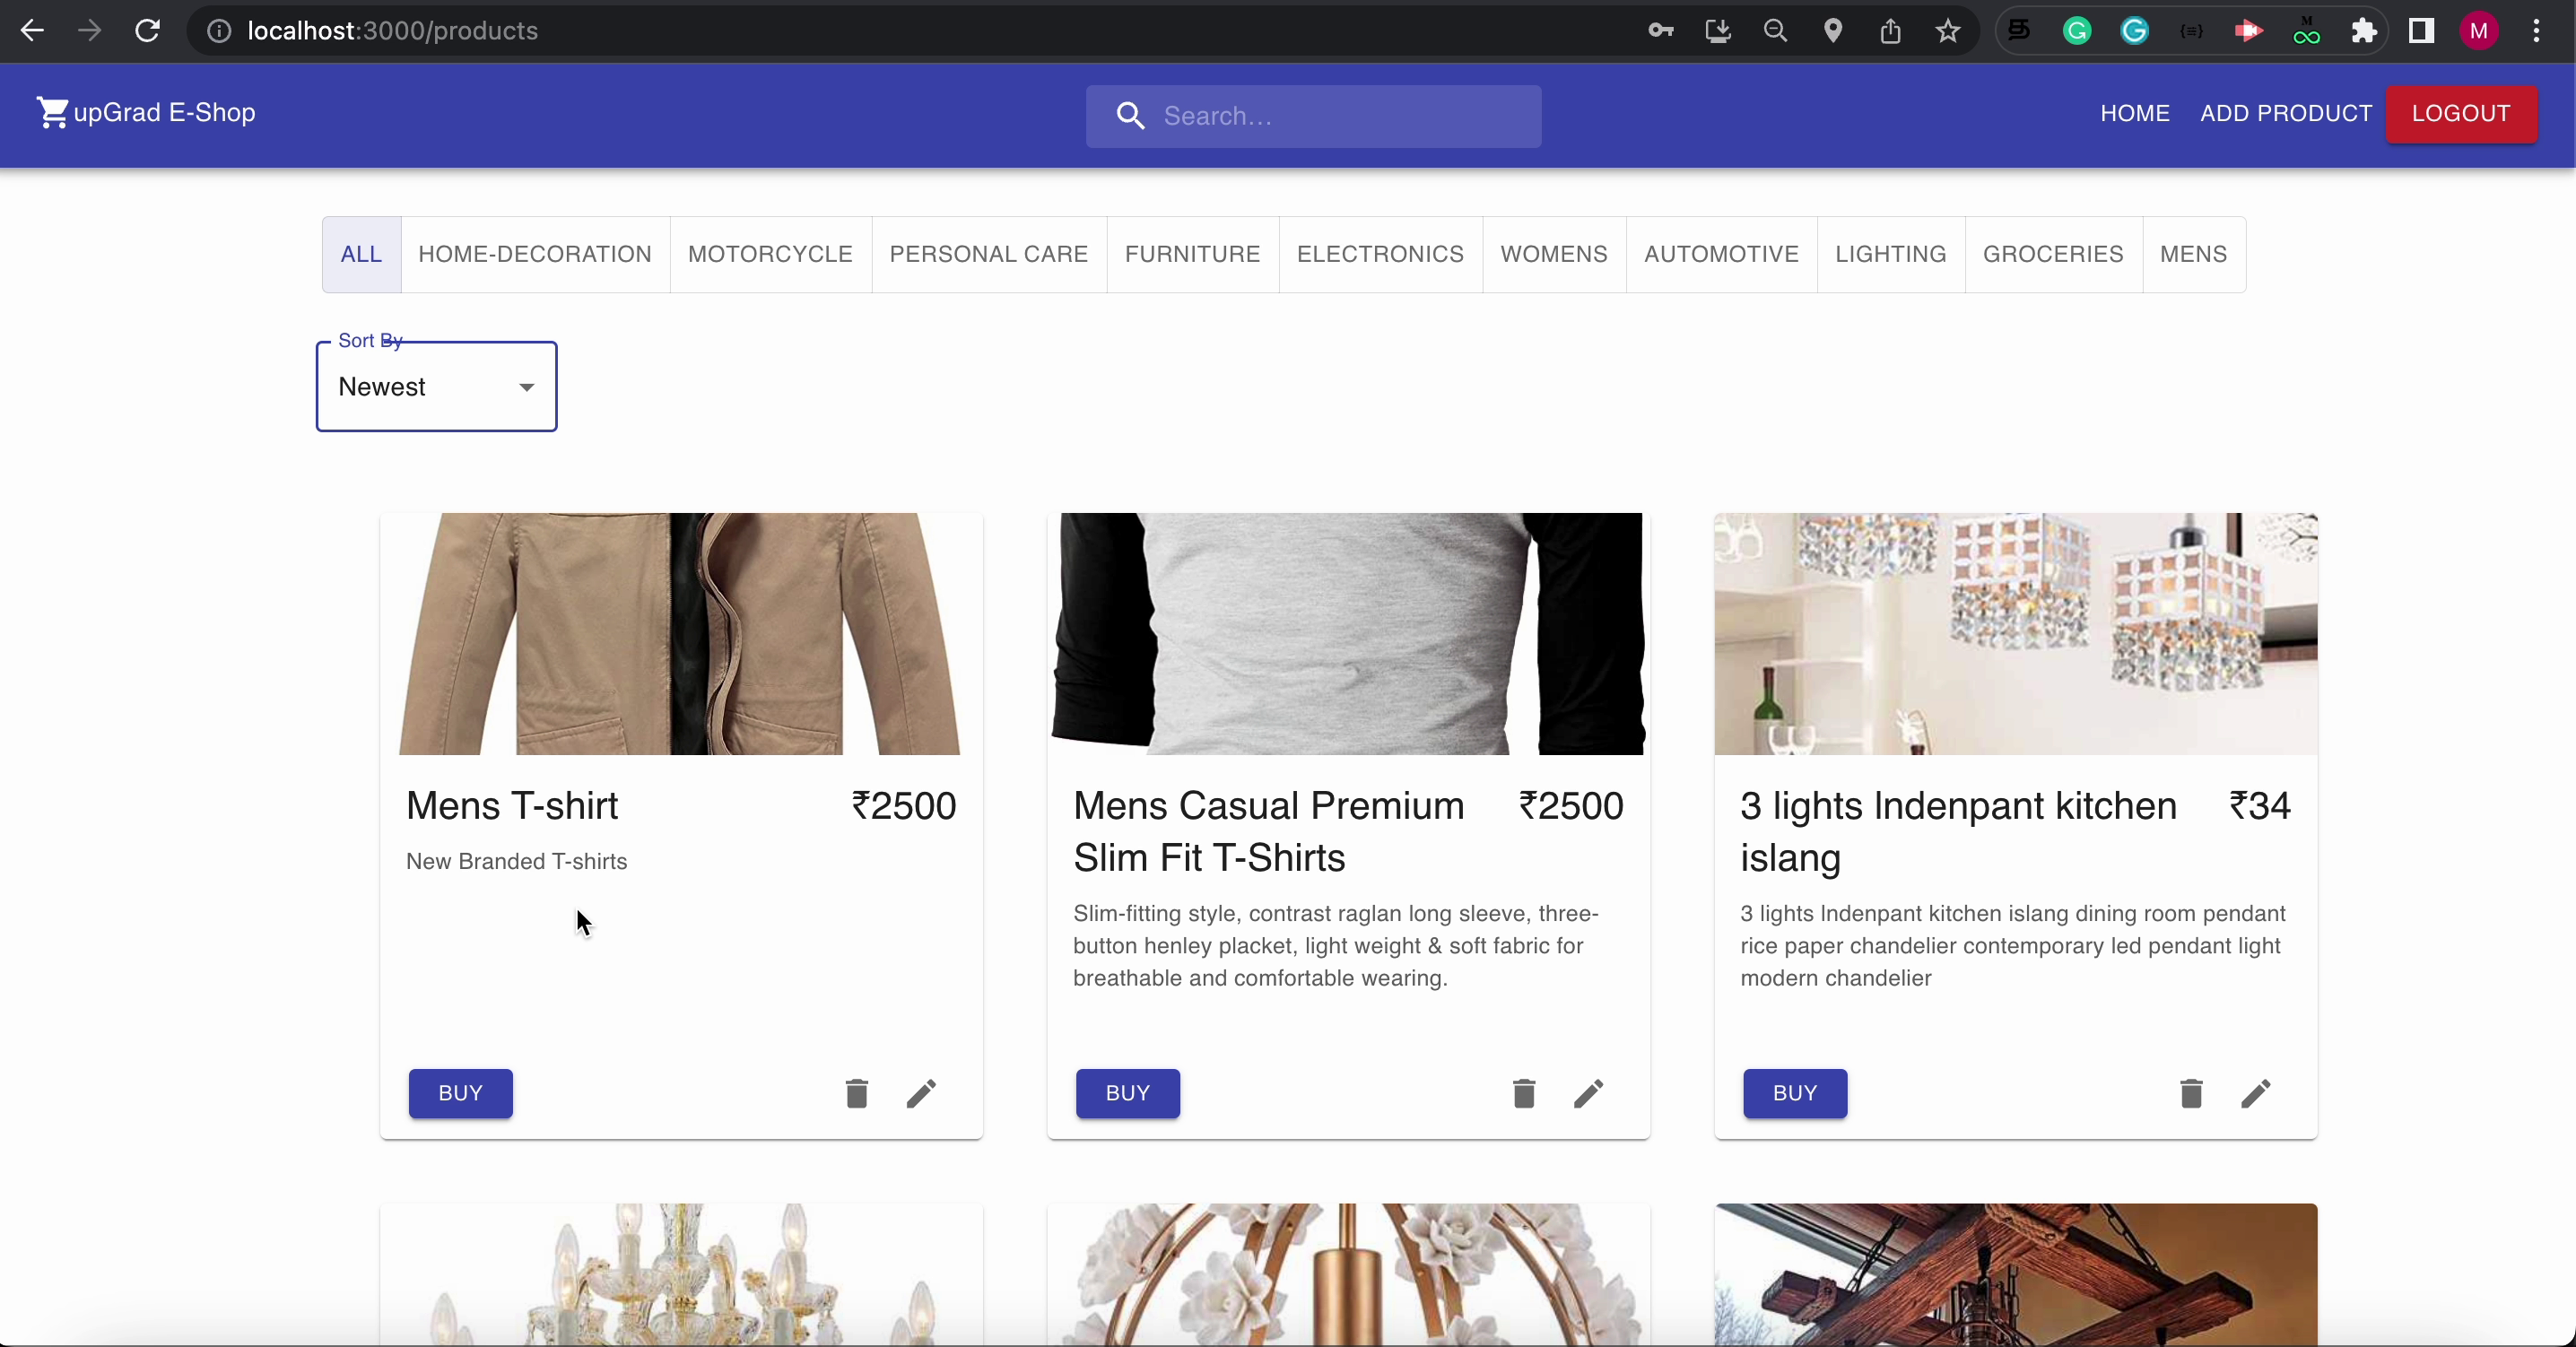 localhost:3000/products
M
M
upGrad E-Shop
Search...
HOME
ADD PRODUCT
LOGOUT
ALL
HOME-DECORATION
MOTORCYCLE
PERSONAL CARE
FURNITURE
ELECTRONICS
WOMENS
AUTOMOTIVE
LIGHTING
GROCERIES
MENS
Sort By
Newest
Mens T-shirt
₹2500
New Branded T-shirts
BUY
Mens Casual Premium
Slim Fit T-Shirts
₹2500
Slim-fitting style, contrast raglan long sleeve, three-
button henley placket, light weight & soft fabric for
breathable and comfortable wearing.
BUY
3 lights lndenpant kitchen
islang
₹34
3 lights lndenpant kitchen islang dining room pendant
rice paper chandelier contemporary led pendant light
modern chandelier
BUY